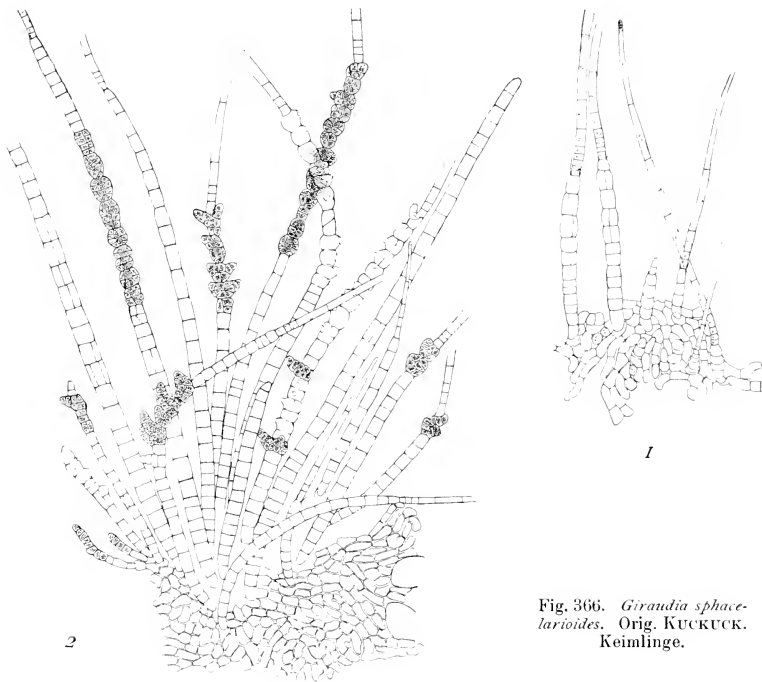 1
2
Fig. 366. Giraudia sphace-
larioides. Orig. KUCKUCK.
Keimlinge.